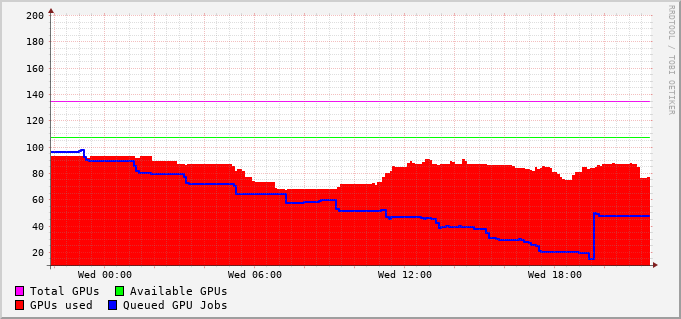 200
180
160
140
120
100
80
60
40
20
Wed 00:00 Wed 06:00 Wed 12:00 Wed 18:00
Total GPUs Available GPUs
GPUs used Queued GPU Jobs
RRDTOOL / TOBI OETIKER